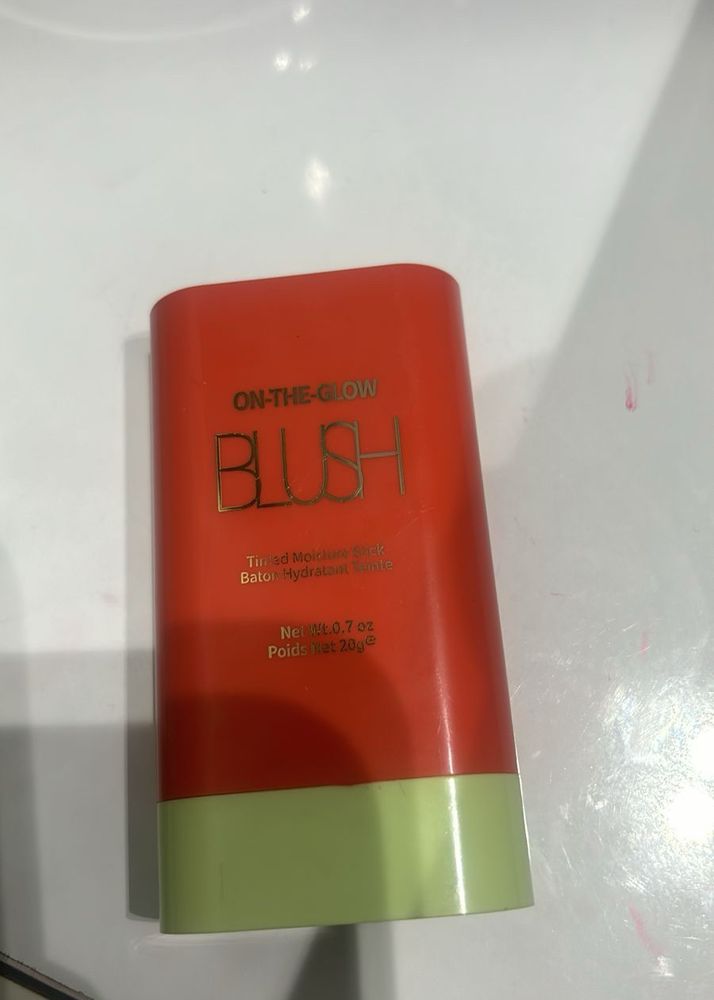 ON-THE-GLOW
BLUSH
Tinted Moisture Stick
Baton Hydratant Teinté
Net Wt.0.7 oz
Poids Net 20g℮